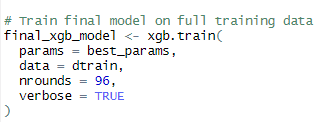 # Train final model on full training data
final_xgb_model <- xgb.train(
  params = best_params,
  data = dtrain,
  nrounds = 96,
  verbose = TRUE
)